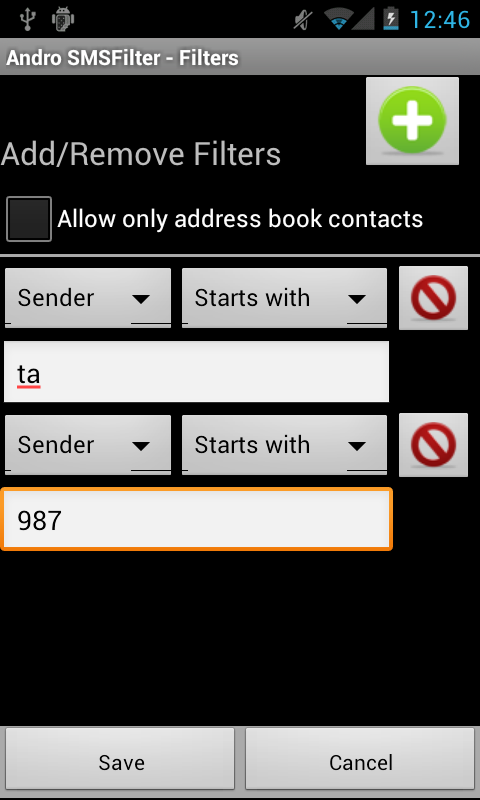 12:46
Andro SMSFilter - Filters
Add/Remove Filters
Allow only address book contacts
Sender Starts with
ta
Sender Starts with
987
Save Cancel